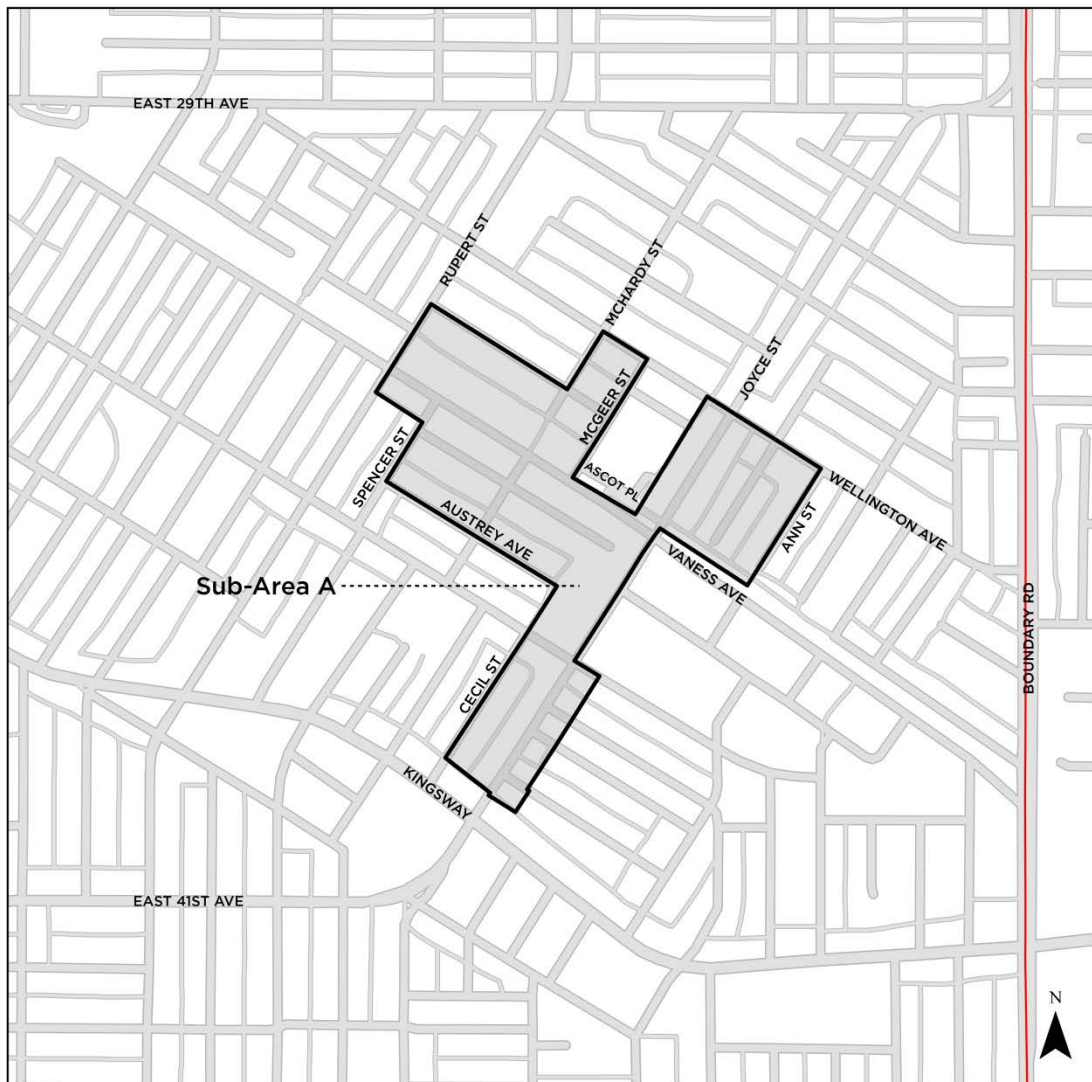 EAST 29TH AVE
RUPERT ST
MCHARDY ST
JOYCE ST
MCGEER ST
SPENCER ST
ASCOT PL
WELLINGTON AVE
ANN ST
AUSTREY AVE
VANESS AVE
Sub-Area A
BOUNDARY RD
CECIL ST
KINGSWAY
EAST 41ST AVE
N